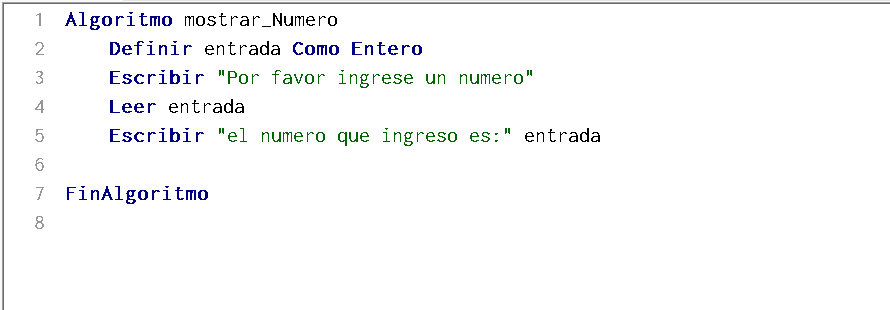 1 Algoritmo mostrar_Numero
2 Definir entrada Como Entero
3 Escribir "Por favor ingrese un numero"
4 Leer entrada
5 Escribir "el numero que ingreso es:" entrada
6
7 FinAlgoritmo
8